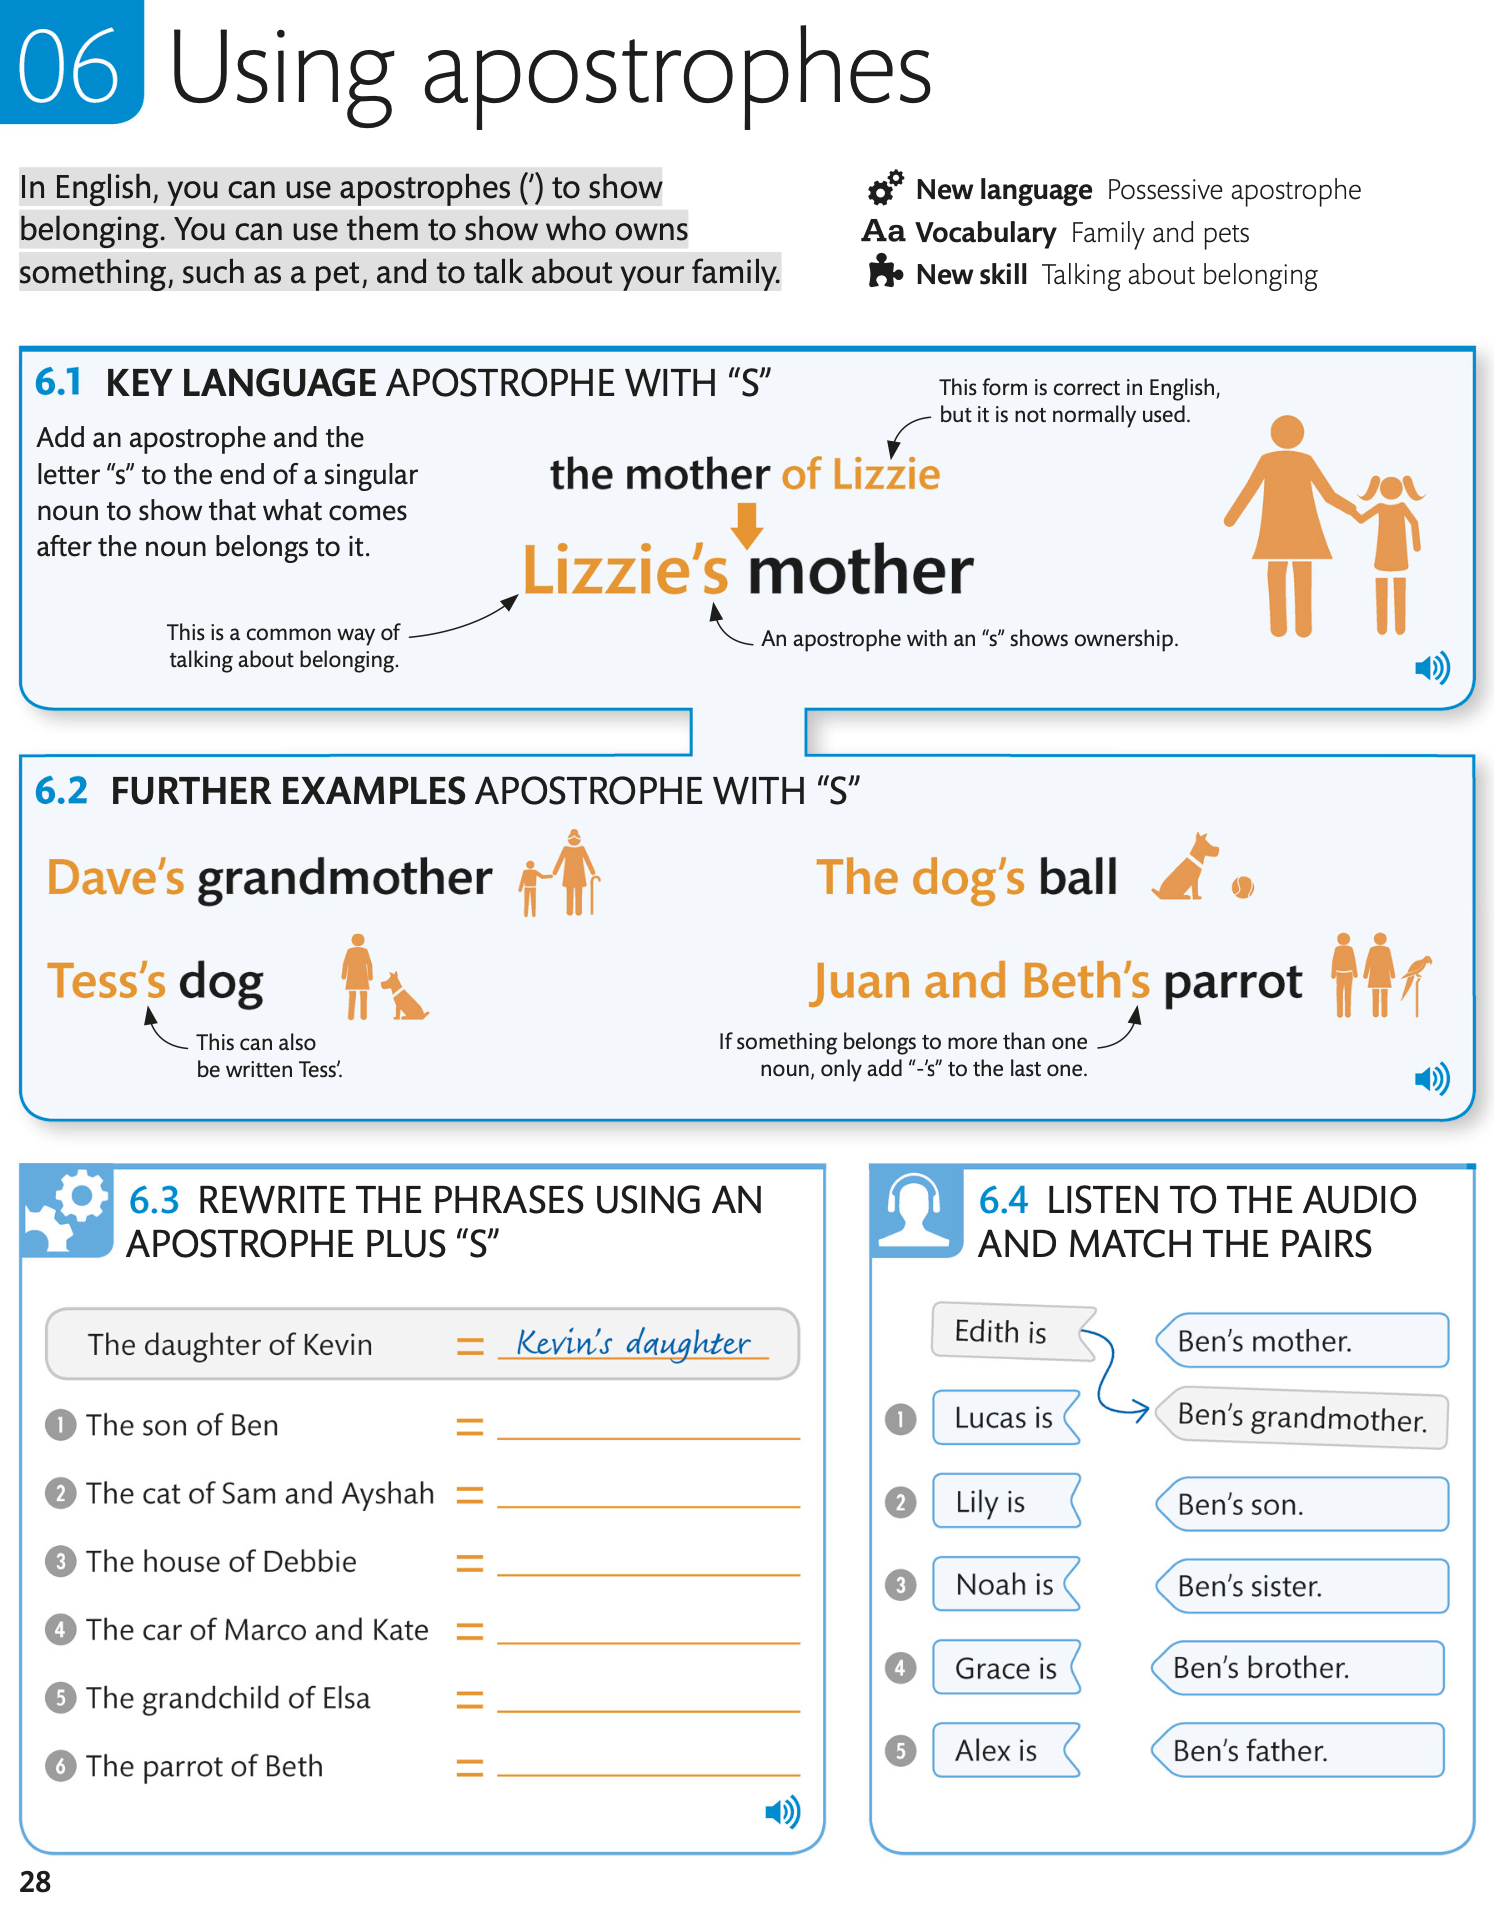 06 Using apostrophes
In English, you can use apostrophes (’) to show
belonging. You can use them to show who owns
something, such as a pet, and to talk about your family.
New language Possessive apostrophe
Aa Vocabulary Family and pets
New skill Talking about belonging
6.1 KEY LANGUAGE APOSTROPHE WITH “S”
Add an apostrophe and the
letter “s” to the end of a singular
noun to show that what comes
after the noun belongs to it.
This form is correct in English,
but it is not normally used.
the mother of Lizzie
Lizzie’s mother
This is a common way of
talking about belonging.
An apostrophe with an “s” shows ownership.
6.2 FURTHER EXAMPLES APOSTROPHE WITH “S”
Dave’s grandmother
The dog’s ball
Tess’s dog
This can also
be written Tess’.
Juan and Beth’s parrot
If something belongs to more than one
noun, only add “-’s” to the last one.
6.3 REWRITE THE PHRASES USING AN
APOSTROPHE PLUS “S”
The daughter of Kevin = Kevin’s daughter
1 The son of Ben =
2 The cat of Sam and Ayshah =
3 The house of Debbie =
4 The car of Marco and Kate =
5 The grandchild of Elsa =
6 The parrot of Beth =
6.4 LISTEN TO THE AUDIO
AND MATCH THE PAIRS
Edith is Ben’s mother.
1 Lucas is Ben’s grandmother.
2 Lily is Ben’s son.
3 Noah is Ben’s sister.
4 Grace is Ben’s brother.
5 Alex is Ben’s father.
28